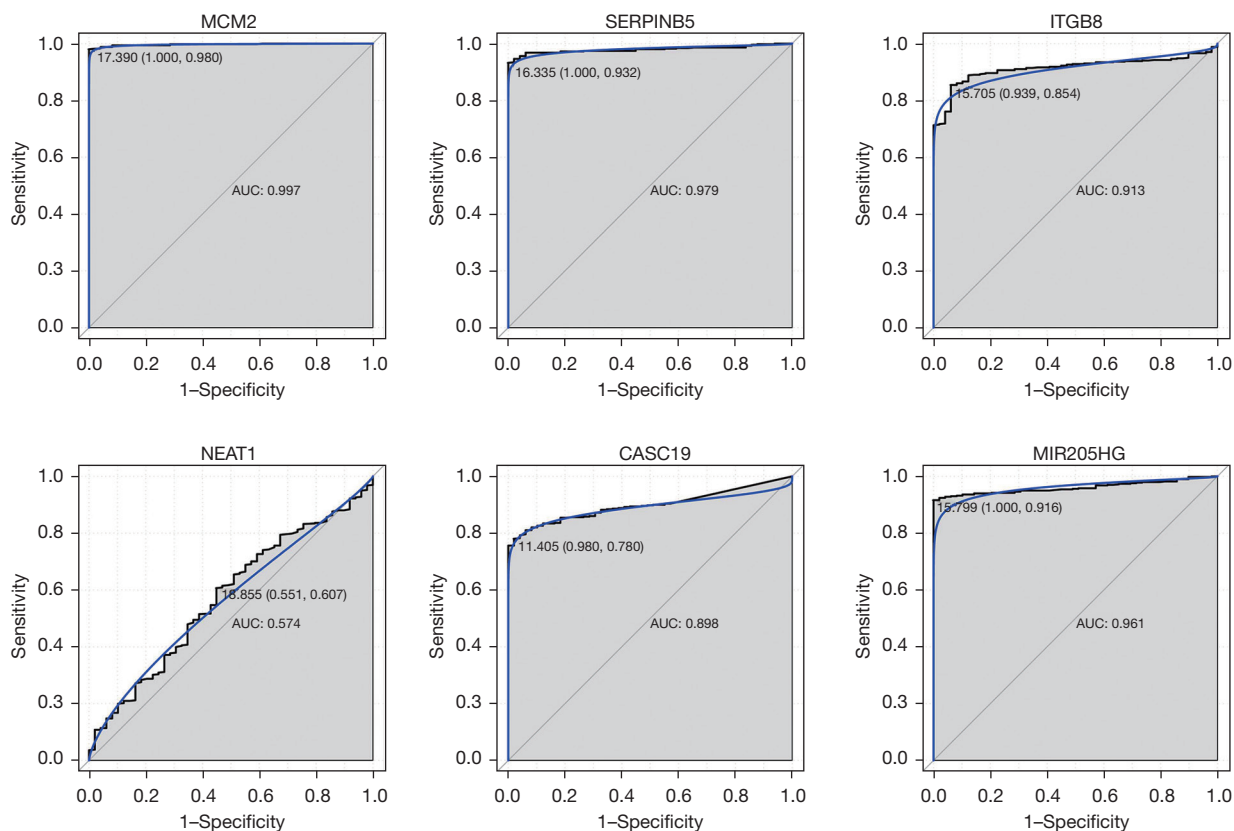 MCM2
1.0
0.8
0.6
0.4
0.3
0.0
Sensitivity
17.390 (1.000, 0.980)
AUC: 0.997
0.0 0.2 0.4 0.6 0.8 1.0
1–Specificity
SERPINB5
1.0
0.8
0.6
0.4
0.3
0.0
Sensitivity
16.335 (1.000, 0.932)
AUC: 0.979
0.0 0.2 0.4 0.6 0.8 1.0
1–Specificity
ITGB8
1.0
0.8
0.6
0.4
0.3
0.0
Sensitivity
15.705 (0.939, 0.854)
AUC: 0.913
0.0 0.2 0.4 0.6 0.8 1.0
1–Specificity
NEAT1
1.0
0.8
0.6
0.4
0.3
0.0
Sensitivity
18.855 (0.551, 0.607)
AUC: 0.574
0.0 0.2 0.4 0.6 0.8 1.0
1–Specificity
CASC19
1.0
0.8
0.6
0.4
0.3
0.0
Sensitivity
11.405 (0.980, 0.780)
AUC: 0.898
0.0 0.2 0.4 0.6 0.8 1.0
1–Specificity
MIR205HG
1.0
0.8
0.6
0.4
0.3
0.0
Sensitivity
15.799 (1.000, 0.916)
AUC: 0.961
0.0 0.2 0.4 0.6 0.8 1.0
1–Specificity